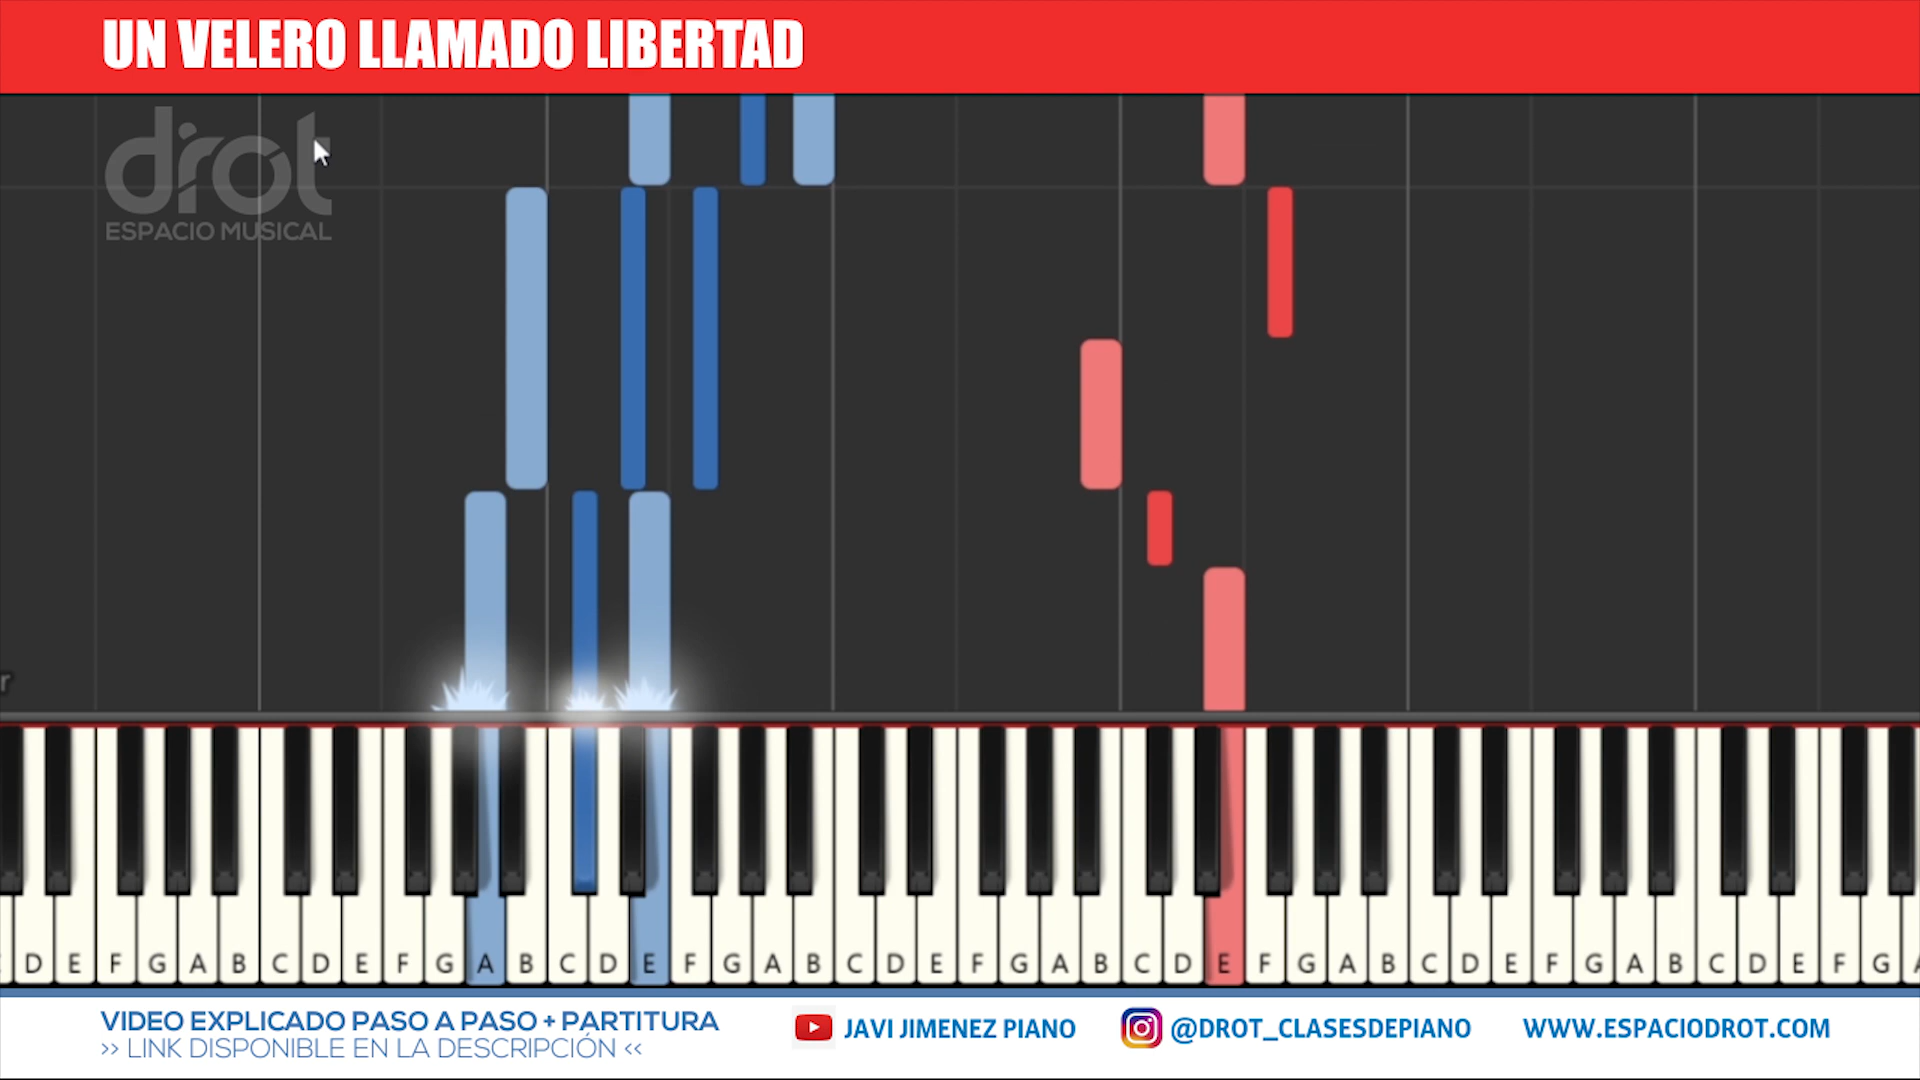 UN VELERO LLAMADO LIBERTAD
drot
ESPACIO MUSICAL
r
D E F G A B C D E F G A B C D E F G A B C D E F G A B C D E F G A B C D E F G A B C D E F G A
VIDEO EXPLICADO PASO A PASO + PARTITURA
>> LINK DISPONIBLE EN LA DESCRIPCIÓN <<
JAVI JIMENEZ PIANO
@DROT_CLASESDEPIANO
WWW.ESPACIODROT.COM